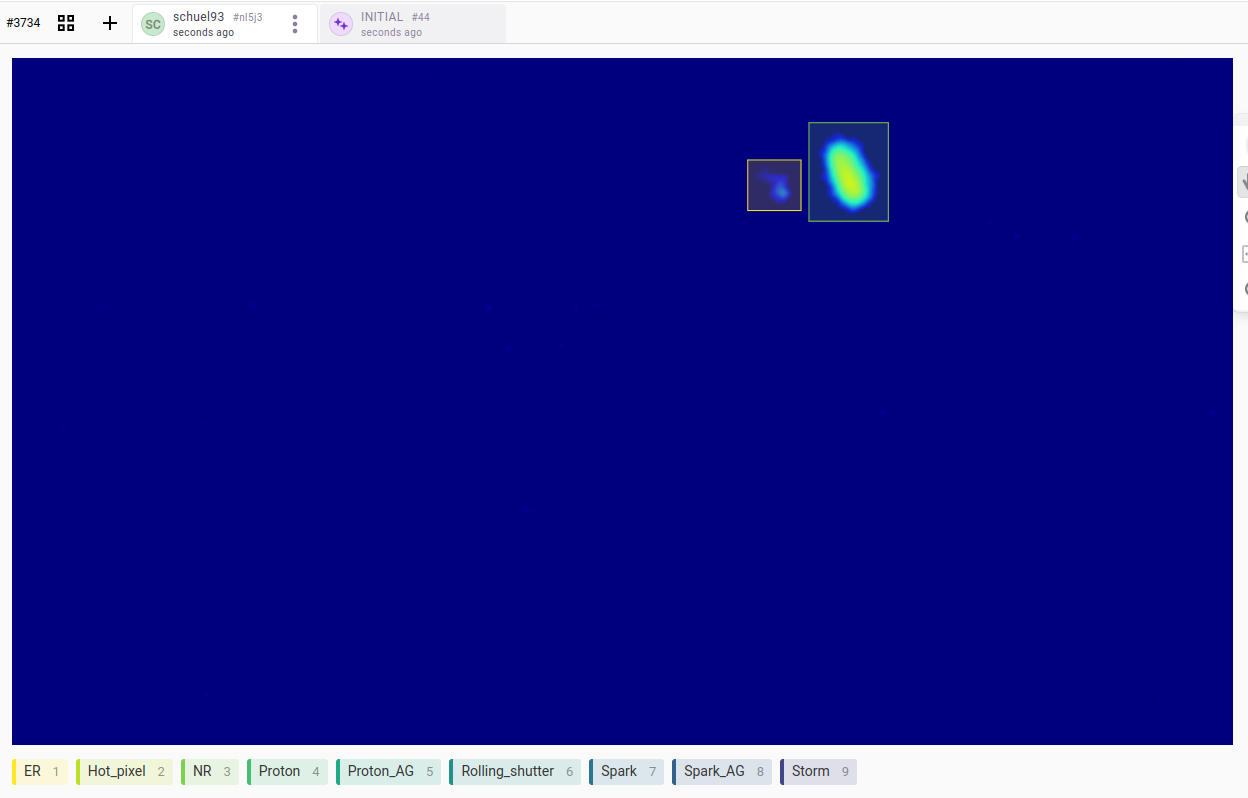 #3734
SC schuel93 #nl5j3
seconds ago
INITIAL #44
seconds ago
ER 1 Hot_pixel 2 NR 3 Proton 4 Proton_AG 5 Rolling_shutter 6 Spark 7 Spark_AG 8 Storm 9